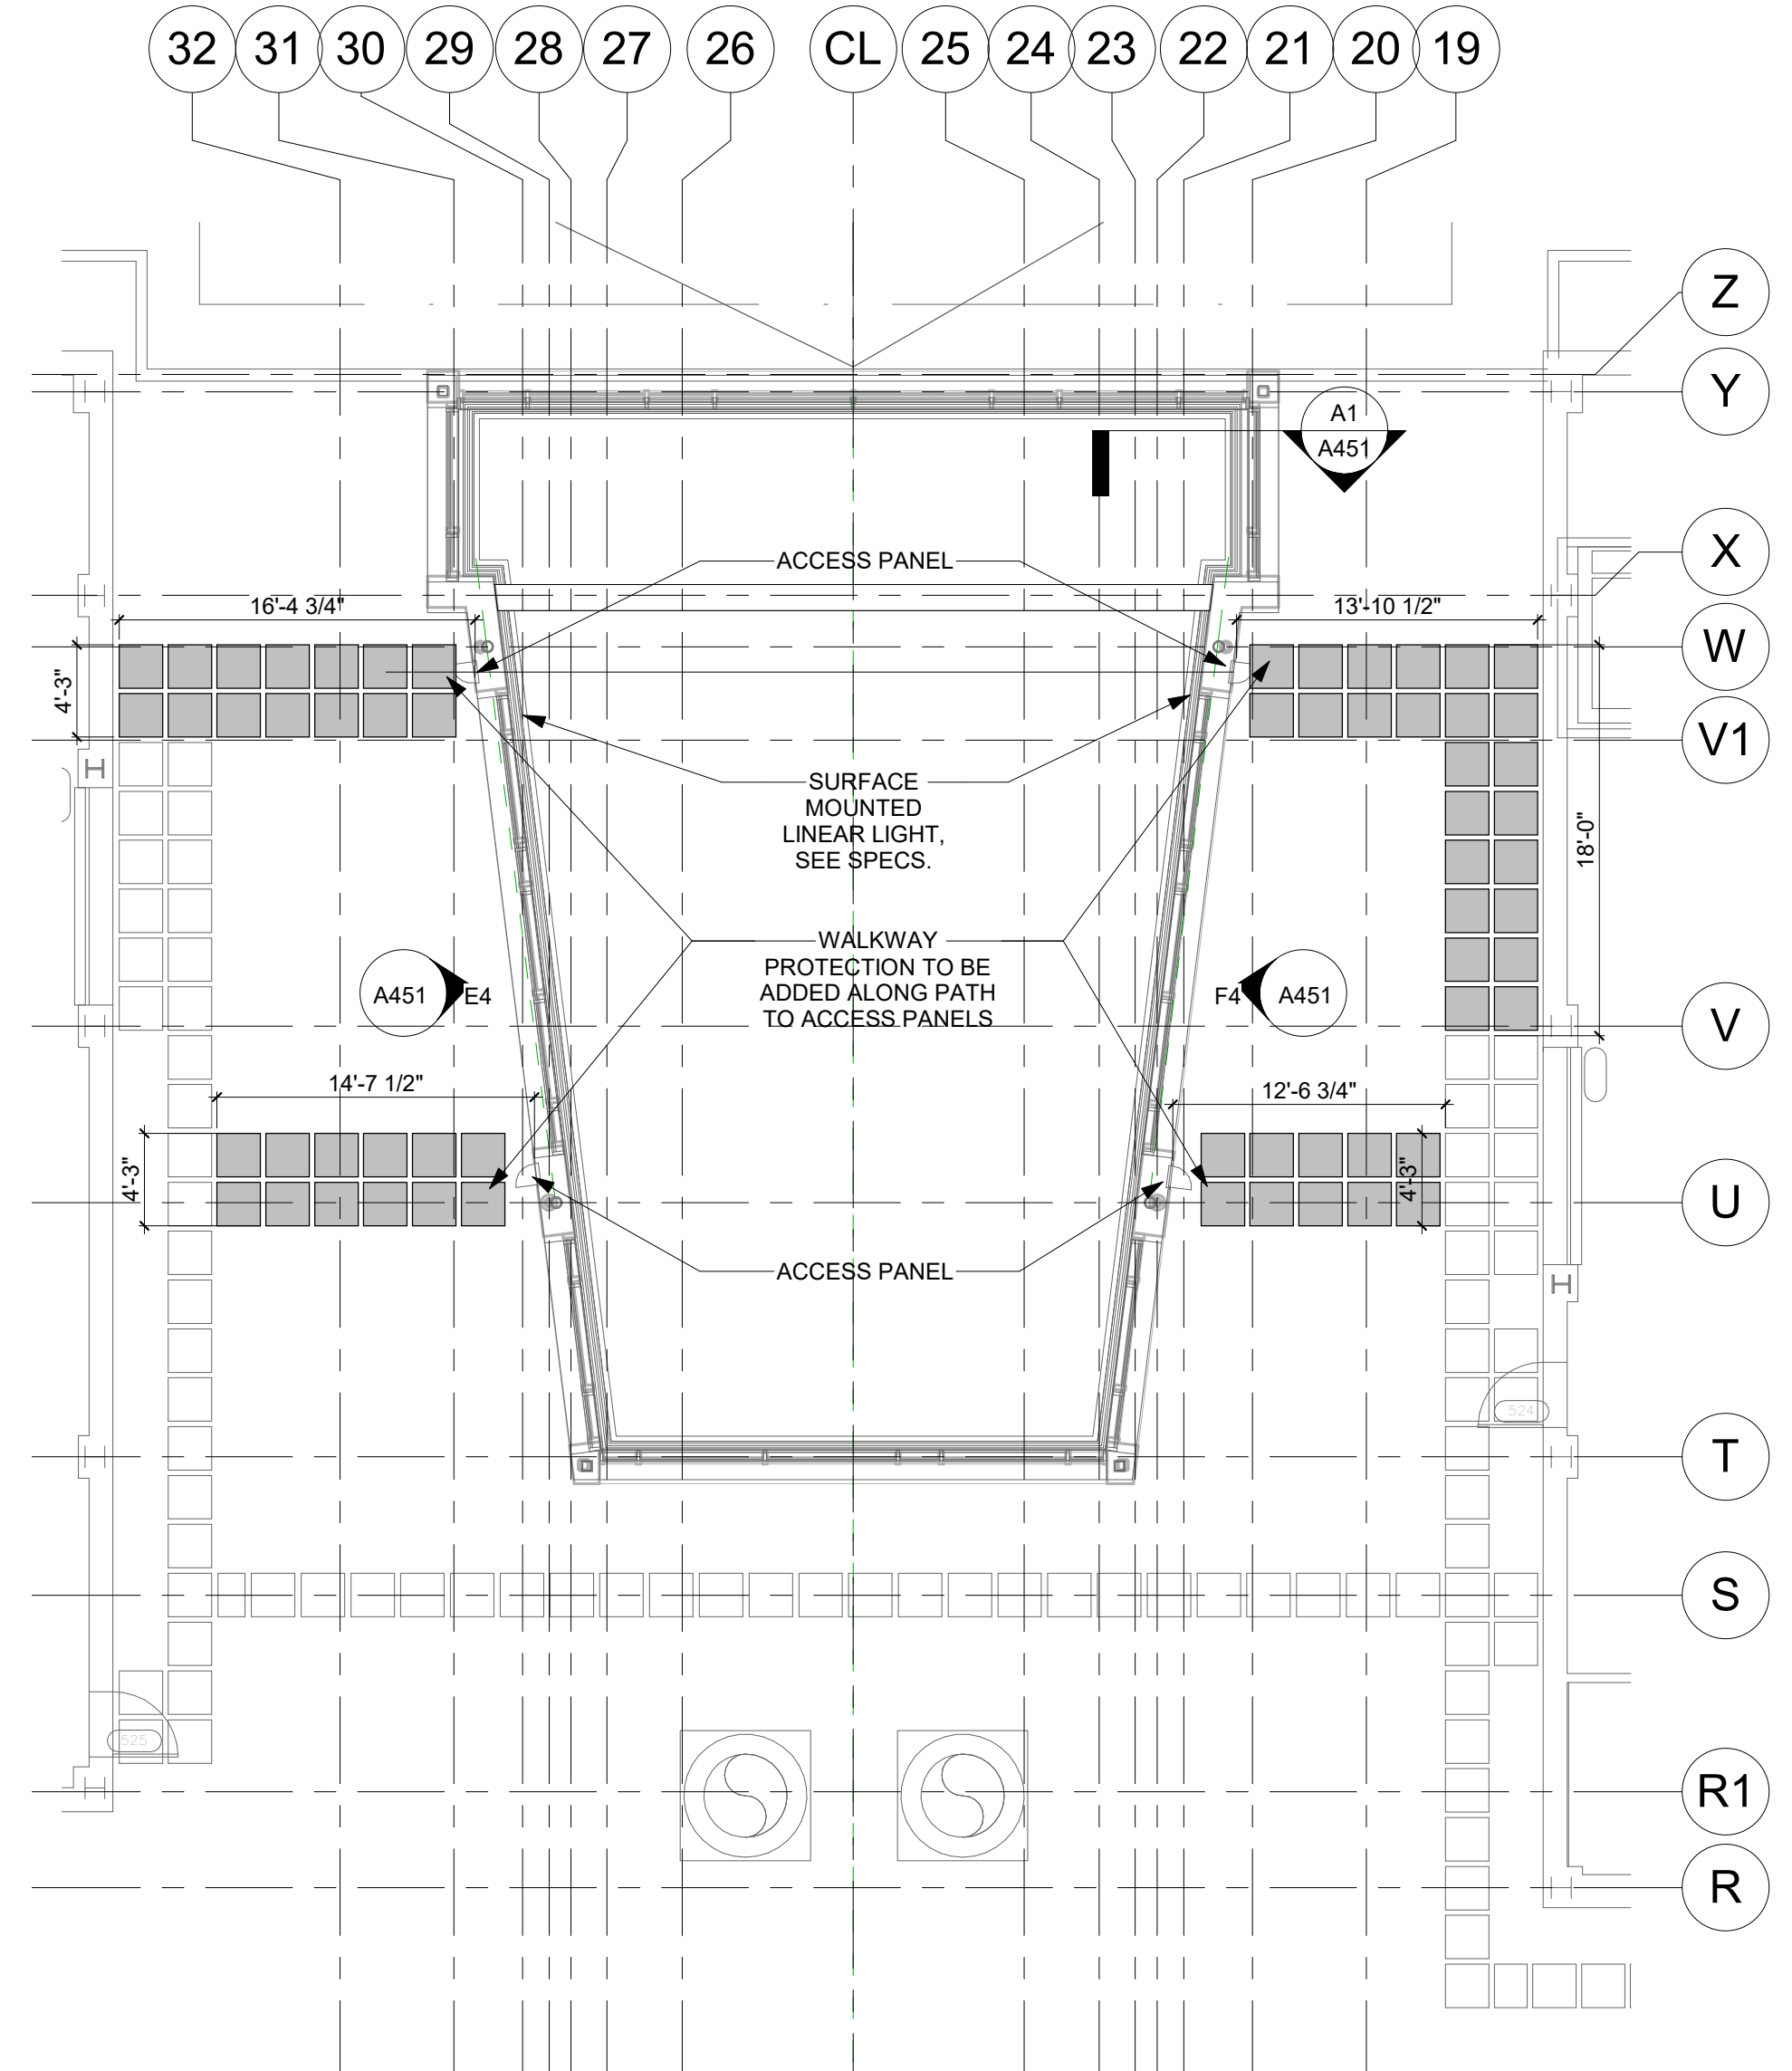 32 31 30 29 28 27 26 CL 25 24 23 22 21 20 19
Z
Y
A1
A451
X
ACCESS PANEL
16'-4 3/4"
13'-10 1/2"
W
4'-3"
V1
SURFACE
MOUNTED
LINEAR LIGHT,
SEE SPECS.
18'-0"
WALKWAY
PROTECTION TO BE
ADDED ALONG PATH
TO ACCESS PANELS
A451 E4
F4 A451
V
14'-7 1/2"
12'-6 3/4"
4'-3"
4'-3"
U
ACCESS PANEL
524
T
S
525
R1
R